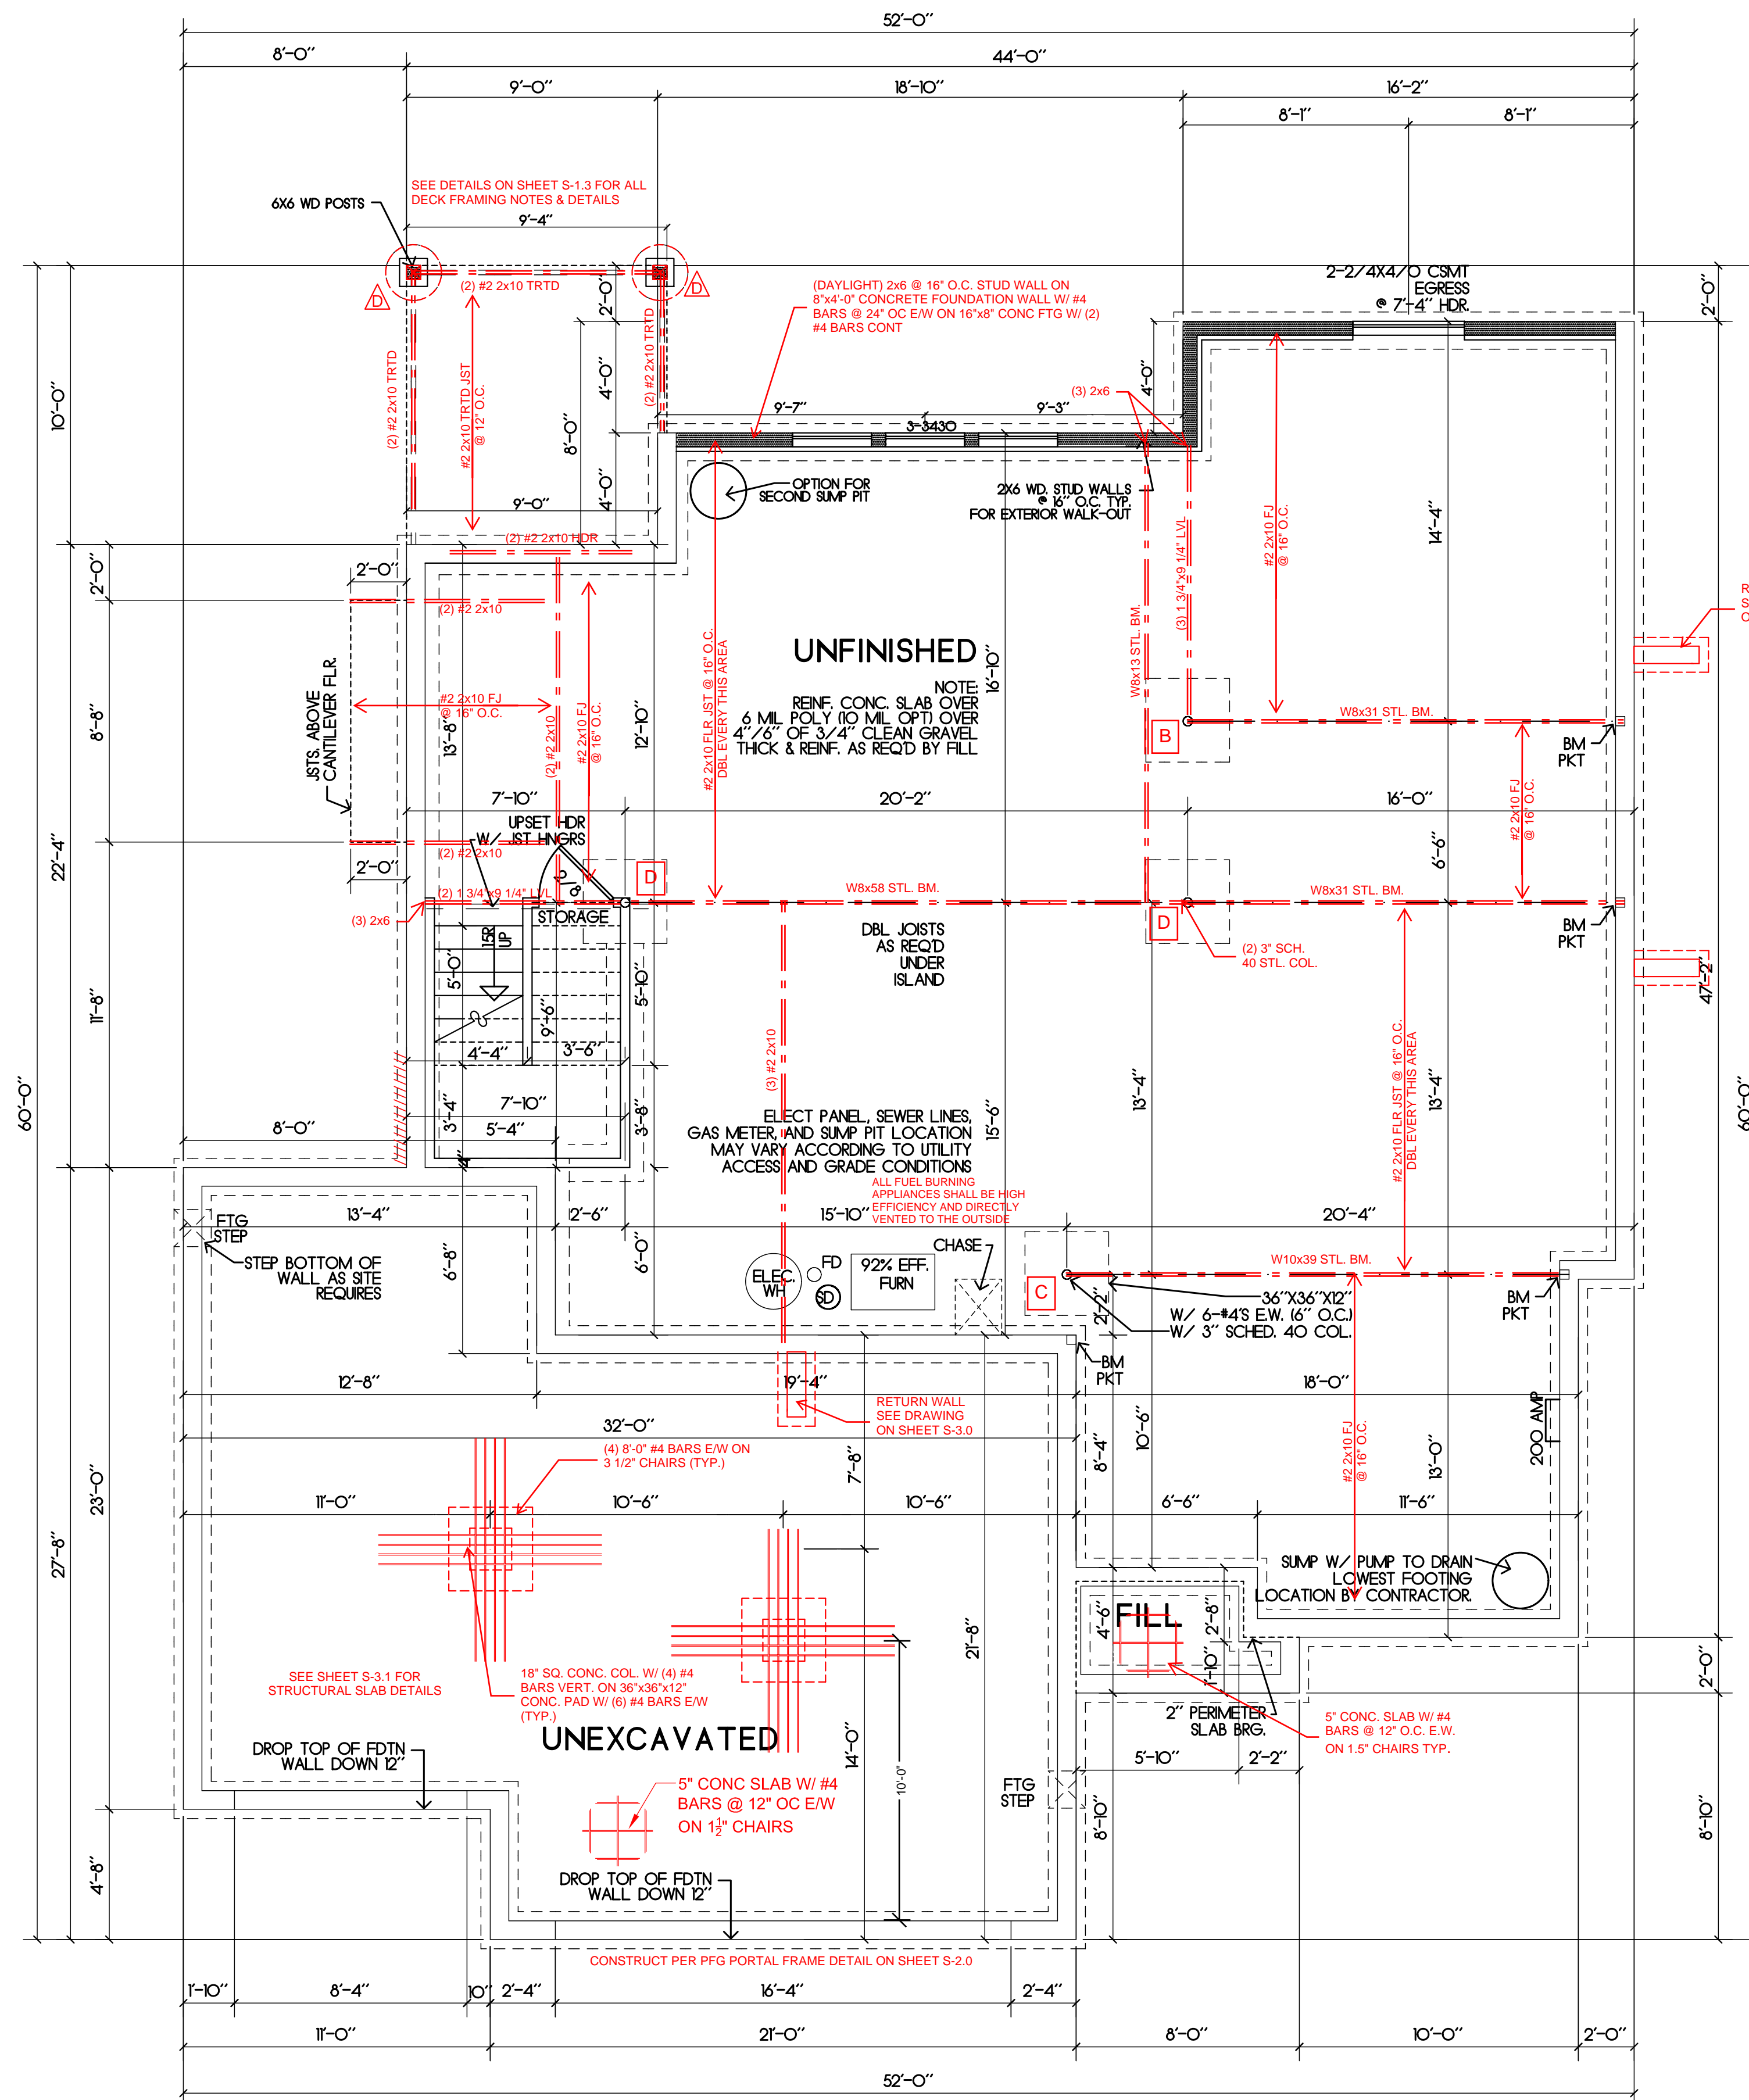 52'-0"
8'-0"
44'-0"
9'-0"
18'-10"
16'-2"
8'-1"
8'-1"
SEE DETAILS ON SHEET S-1.3 FOR ALL
DECK FRAMING NOTES & DETAILS
6X6 WD POSTS
9'-4"
(2) #2 2x10 TRTD
D
D
2'-0"
(DAYLIGHT) 2x6 @ 16" O.C. STUD WALL ON
8"x4'-0" CONCRETE FOUNDATION WALL W/ #4
BARS @ 24" OC E/W ON 16"x8" CONC FTG W/ (2)
#4 BARS CONT
2-2/4X4/0 CSMT
EGRESS
@ 7'-4" HDR.
2'-0"
(2) #2 2x10 TRTD
#2 2x10 TRTD JST
@ 12" O.C.
(2) #2 2x10 TRTD
10'-0"
8'-0"
4'-0"
4'-0"
9'-7"
9'-3"
3-3430
(3) 2x6
4'-0"
9'-0"
OPTION FOR
SECOND SUMP PIT
2X6 WD. STUD WALLS
@ 16" O.C. TYP.
FOR EXTERIOR WALK-OUT
#2 2x10 FJ
@ 16" O.C.
14'-4"
(2) #2 2x10 HDR
2'-0"
2'-0"
(2) #2 2x10
R
S
O
JSTS. ABOVE
CANTILEVER FLR.
#2 2x10 FJ
@ 16" O.C.
13'-8"
(2) #2 2x10
#2 2x10 FJ
@ 16" O.C.
12'-10"
#2 2x10 FLR JST @ 16" O.C.
DBL EVERY THIS AREA
UNFINISHED
16'-10"
NOTE:
REINF. CONC. SLAB OVER
6 MIL POLY (10 MIL OPT) OVER
4"/6" OF 3/4" CLEAN GRAVEL
THICK & REINF. AS REQ'D BY FILL
W8x13 STL. BM.
(3) 1 3/4"x9 1/4" LVL
B
W8x31 STL. BM.
BM
PKT
8'-8"
22'-4"
7'-10"
20'-2"
16'-0"
#2 2x10 FJ
@ 16" O.C.
6'-6"
UPSET HDR
W/ JST HNGRS
(2) #2 2x10
2'-0"
2/8
D
(2) 1 3/4"x9 1/4" LVL
(3) 2x6
STORAGE
W8x58 STL. BM.
W8x31 STL. BM.
D
BM
PKT
DBL JOISTS
AS REQ'D
UNDER
ISLAND
(2) 3" SCH.
40 STL. COL.
15R
UP
5'-0"
9'-6"
5'-10"
11'-8"
47'-2"
4'-4"
3'-6"
(3) #2 2x10
60'-0"
60'-0"
7'-10"
3'-4"
3'-8"
8'-0"
5'-4"
4"
ELECT PANEL, SEWER LINES,
GAS METER, AND SUMP PIT LOCATION
MAY VARY ACCORDING TO UTILITY
ACCESS AND GRADE CONDITIONS
15'-6"
13'-4"
#2 2x10 FLR JST @ 16" O.C.
DBL EVERY THIS AREA
13'-4"
ALL FUEL BURNING
APPLIANCES SHALL BE HIGH
EFFICIENCY AND DIRECTLY
VENTED TO THE OUTSIDE
13'-4"
2'-6"
15'-10"
20'-4"
FTG
STEP
STEP BOTTOM OF
WALL AS SITE
REQUIRES
6'-8"
6'-0"
CHASE
ELEC.
WH
FD
SD
92% EFF.
FURN
C
W10x39 STL. BM.
36"X36"X12"
W/ 6-#4'S E.W. (6" O.C.)
W/ 3" SCHED. 40 COL.
2'-2"
BM
PKT
BM
PKT
12'-8"
19'-4"
18'-0"
RETURN WALL
SEE DRAWING
ON SHEET S-3.0
200 AMP
32'-0"
(4) 8'-0" #4 BARS E/W ON
3 1/2" CHAIRS (TYP.)
7'-8"
8'-4"
10'-6"
#2 2x10 FJ
@ 16" O.C.
13'-0"
11'-0"
10'-6"
10'-6"
6'-6"
11'-6"
23'-0"
27'-8"
SUMP W/ PUMP TO DRAIN
LOWEST FOOTING
LOCATION BY CONTRACTOR.
FILL
4'-6"
2'-8"
1'-10"
21'-8"
SEE SHEET S-3.1 FOR
STRUCTURAL SLAB DETAILS
18" SQ. CONC. COL. W/ (4) #4
BARS VERT. ON 36"x36"x12"
CONC. PAD W/ (6) #4 BARS E/W
(TYP.)
2'-0"
UNEXCAVATED
14'-0"
10'-0"
2" PERIMETER
SLAB BRG.
5" CONC. SLAB W/ #4
BARS @ 12" O.C. E.W.
ON 1.5" CHAIRS TYP.
5'-10"
2'-2"
DROP TOP OF FDTN
WALL DOWN 12"
5" CONC SLAB W/ #4
BARS @ 12" OC E/W
ON 1½" CHAIRS
FTG
STEP
8'-10"
8'-10"
4'-8"
DROP TOP OF FDTN
WALL DOWN 12"
CONSTRUCT PER PFG PORTAL FRAME DETAIL ON SHEET S-2.0
1'-10"
8'-4"
10"
2'-4"
16'-4"
2'-4"
11'-0"
21'-0"
8'-0"
10'-0"
2'-0"
52'-0"